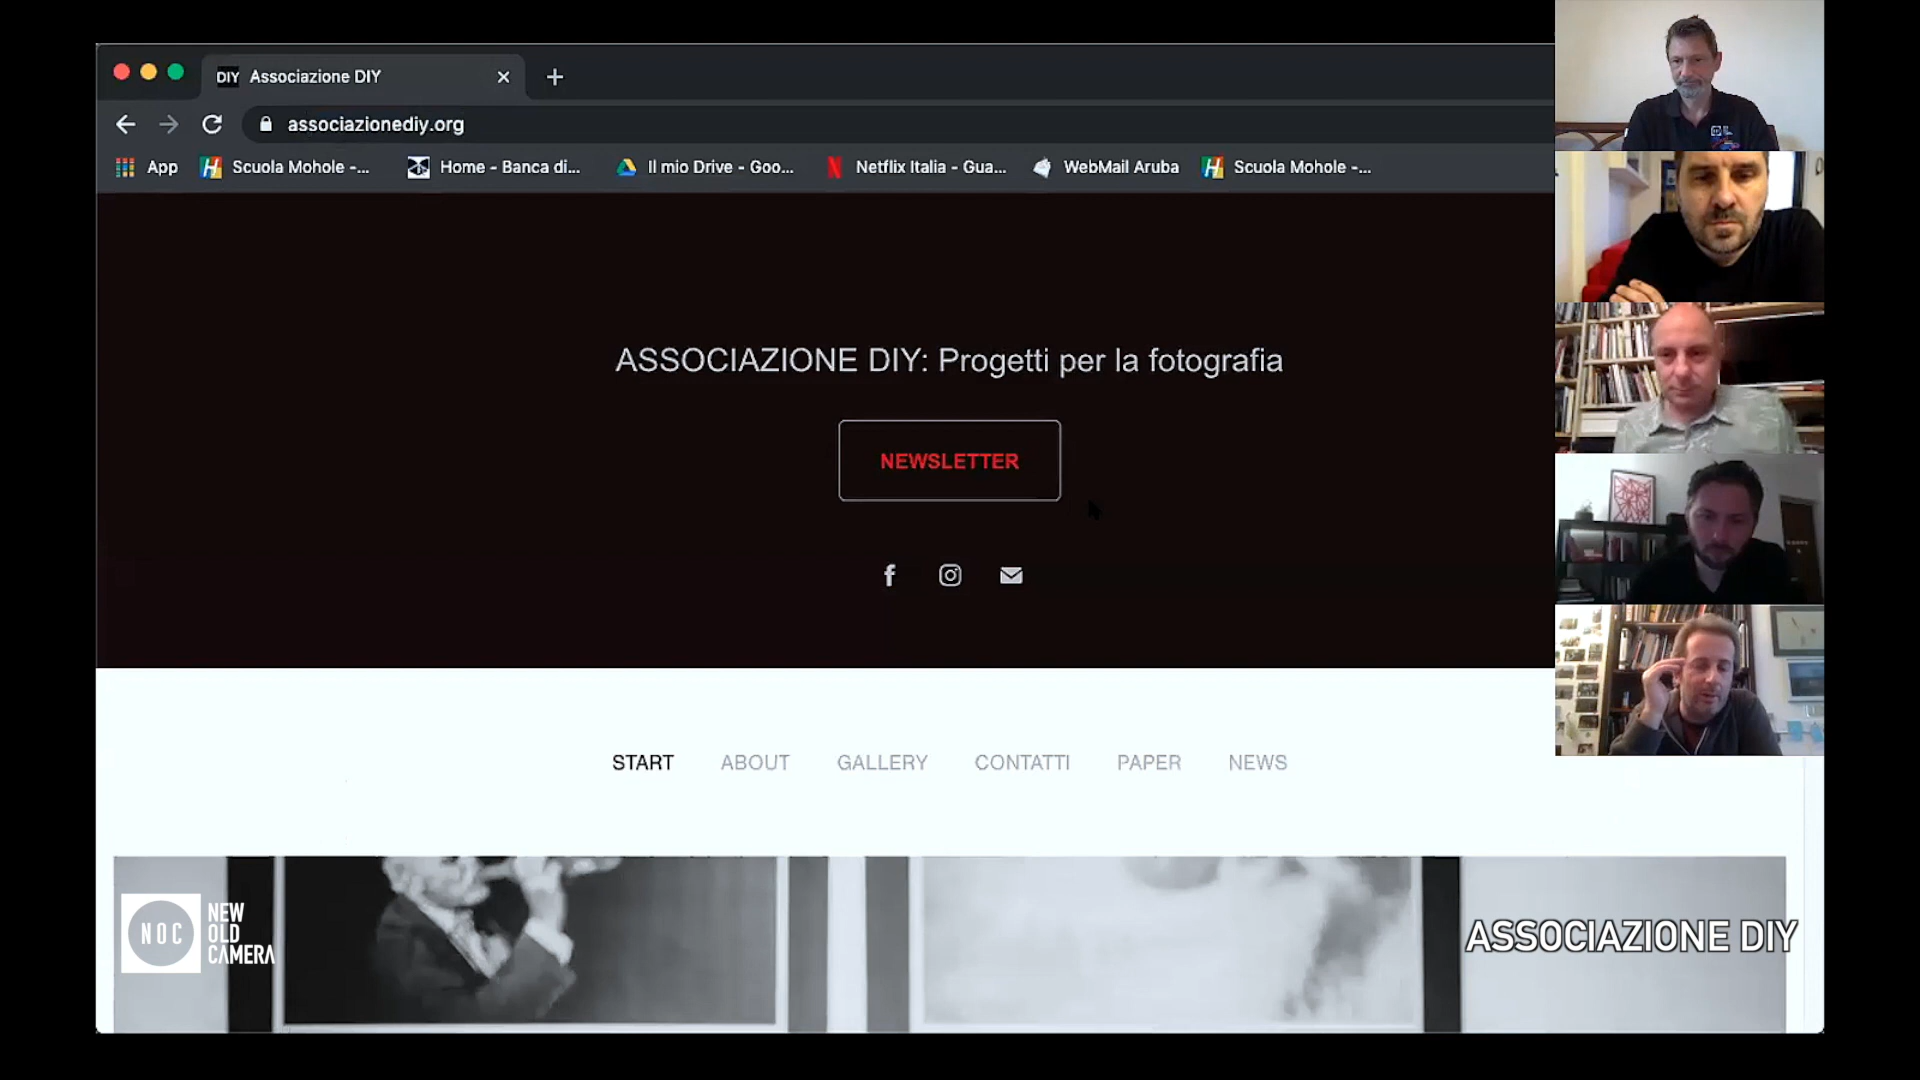 DIY Associazione DIY
associazionediy.org
App Scuola Mohole -... Home - Banca di... Il mio Drive - Goo... Netflix Italia - Gua... WebMail Aruba Scuola Mohole -...
ASSOCIAZIONE DIY: Progetti per la fotografia
NEWSLETTER
START ABOUT GALLERY CONTATTI PAPER NEWS
NOC
NEW
OLD
CAMERA
ASSOCIAZIONE DIY